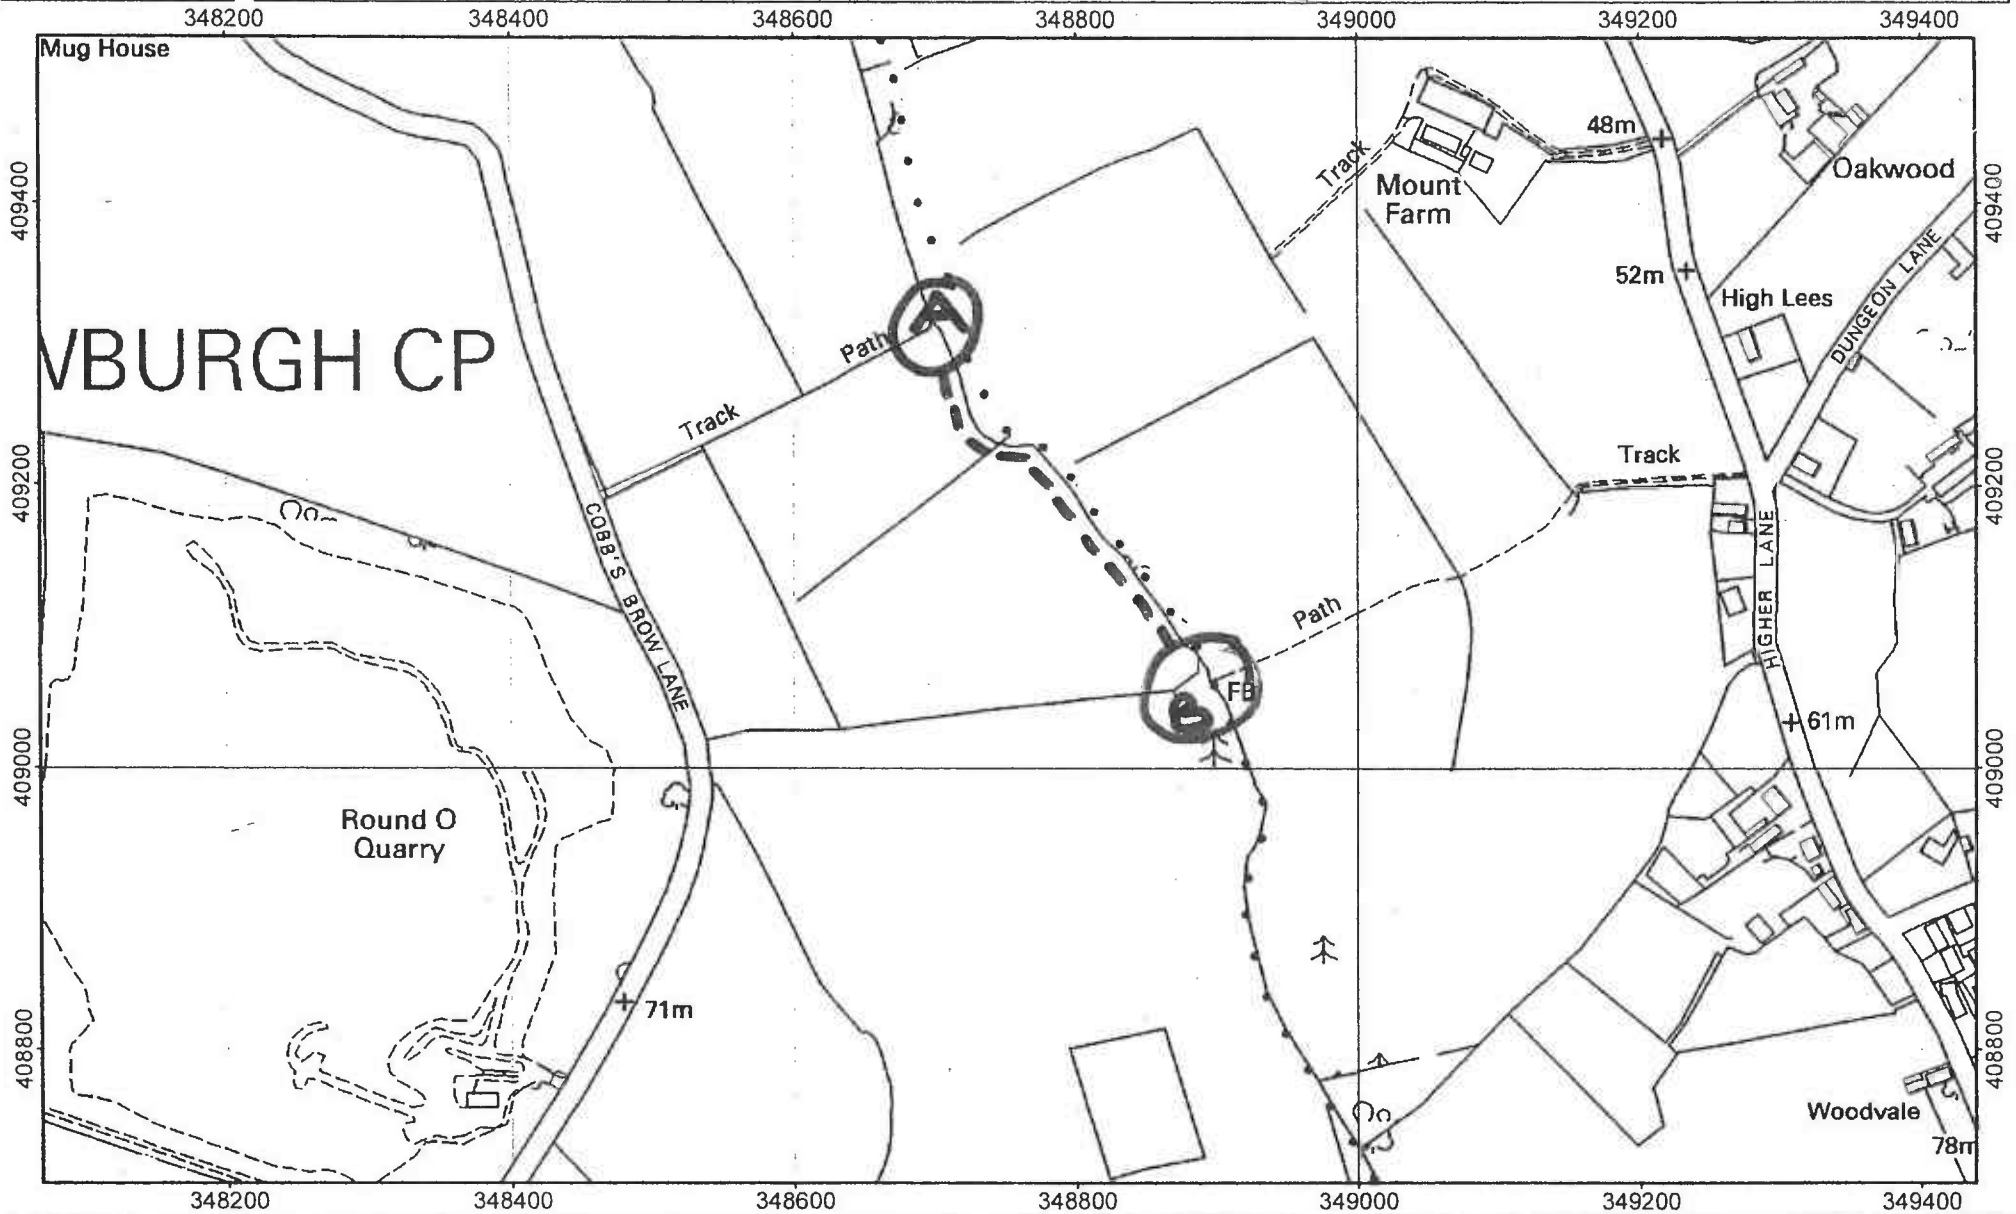 348200 348400 348600 348800 349000 349200 349400
Mug House
48m
Oakwood
Track
Mount
Farm
409400
409400
52m
High Lees
DUNGEON LANE
A
Path
VBURGH CP
Track
Track
409200
409200
COBB'S BROW LANE
HIGHER LANE
Path
FB
61m
409000
409000
Round O
Quarry
71m
408800
408800
Woodvale
78m
348200 348400 348600 348800 349000 349200 349400